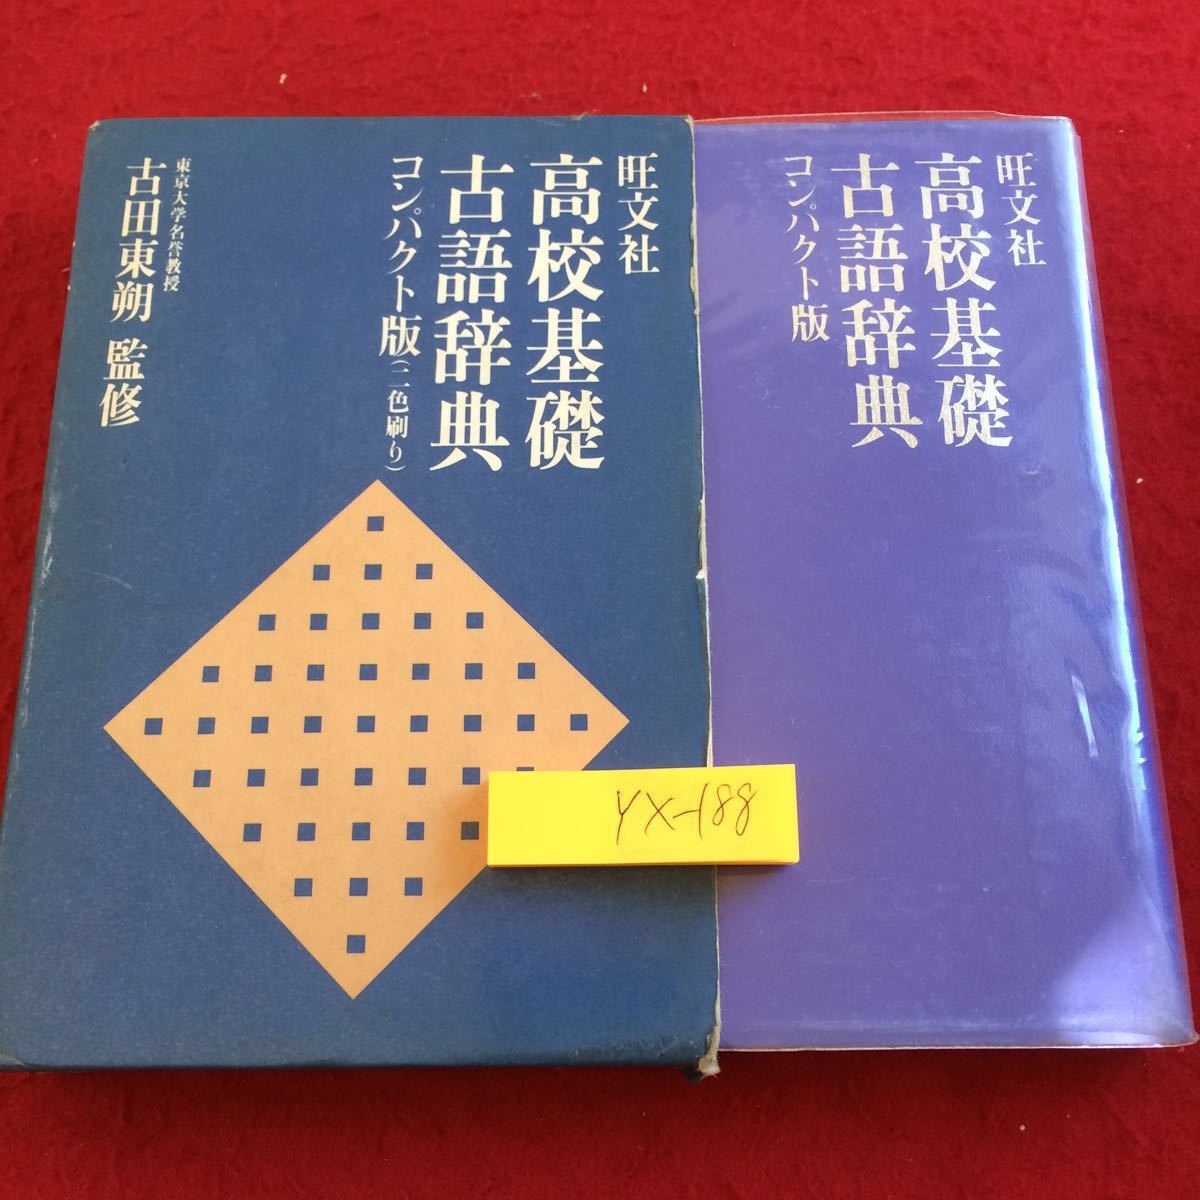 旺文社
高校基礎
古語辞典
コンパクト版(二色刷り)
東京大学名誉教授
古田東朔 監修
YX-188
旺文社
高校基礎
古語辞典
コンパクト版